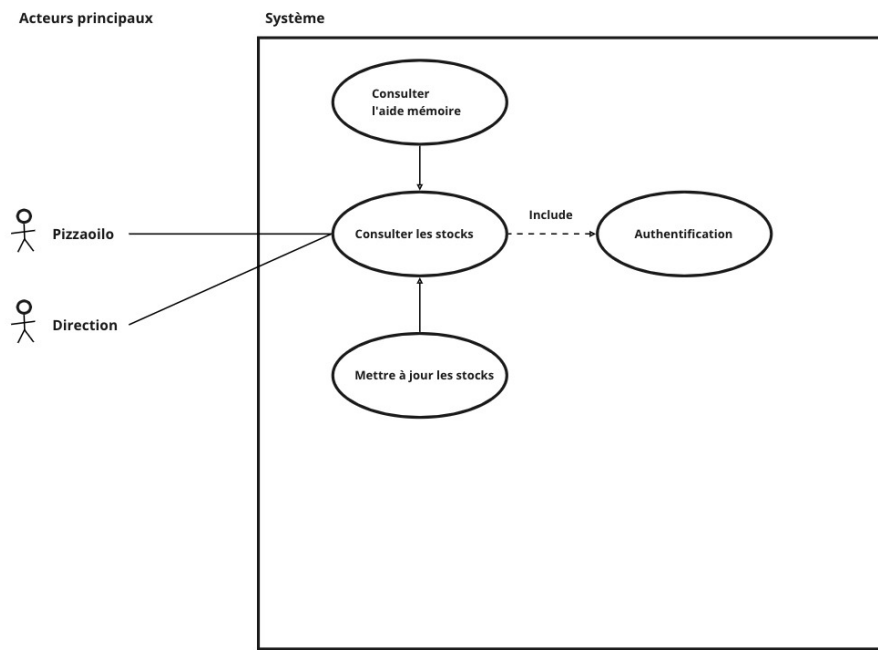 Acteurs principaux
Système
Consulter
l'aide mémoire
Pizzaoilo
Consulter les stocks
Include
Authentification
Direction
Mettre à jour les stocks